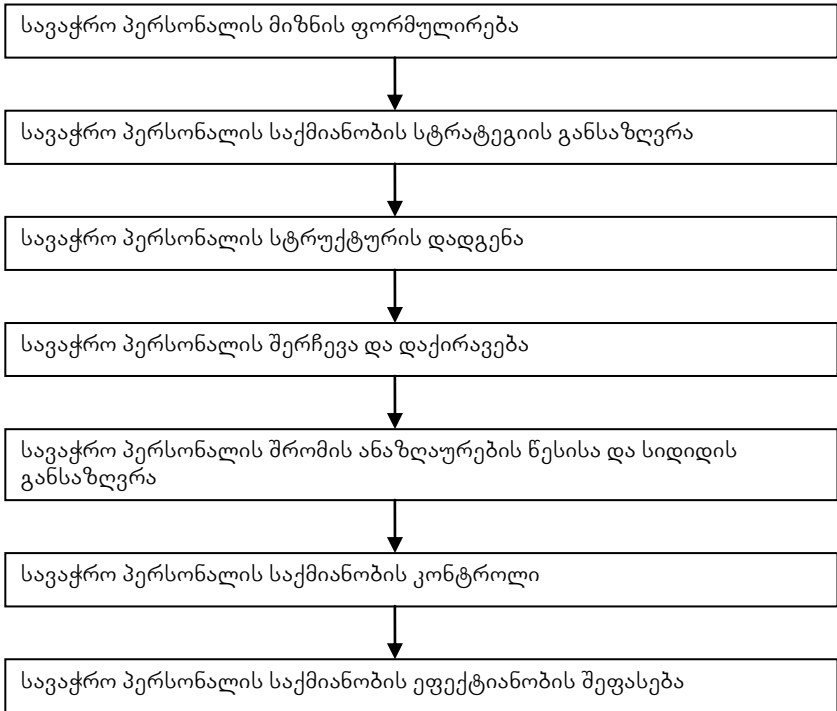 სავაჭრო პერსონალის მიზნის ფორმულირება
სავაჭრო პერსონალის საქმიანობის სტრატეგიის განსაზღვრა
სავაჭრო პერსონალის სტრუქტურის დადგენა
სავაჭრო პერსონალის შერჩევა და დაქირავება
სავაჭრო პერსონალის შრომის ანაზღაურების წესისა და სიდიდის
განსაზღვრა
სავაჭრო პერსონალის საქმიანობის კონტროლი
სავაჭრო პერსონალის საქმიანობის ეფექტიანობის შეფასება